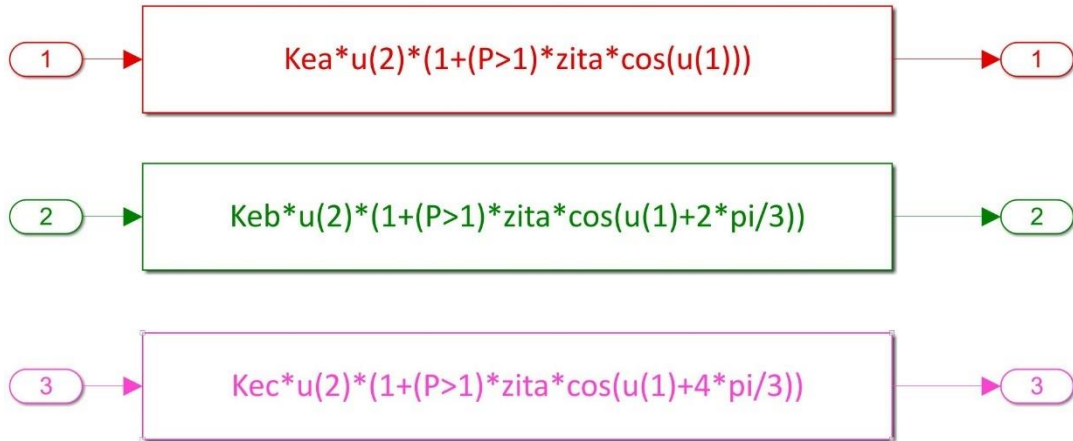 1 Kea*u(2)*(1+(P>1)*zita*cos(u(1))) 1
2 Keb*u(2)*(1+(P>1)*zita*cos(u(1)+2*pi/3)) 2
3 Kec*u(2)*(1+(P>1)*zita*cos(u(1)+4*pi/3)) 3